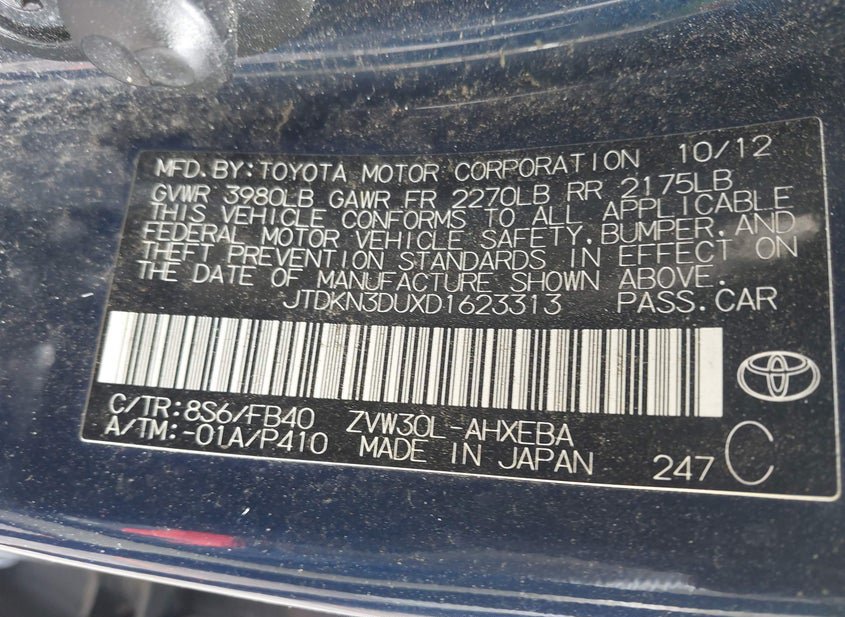 MFD.BY:TOYOTA MOTOR CORPORATION 10/12
GVWR 3980LB GAWR FR 2270LB RR 2175LB
THIS VEHICLE CONFORMS TO ALL APPLICABLE
FEDERAL MOTOR VEHICLE SAFETY,BUMPER,AND
THEFT PREVENTION STANDARDS IN EFFECT ON
THE DATE OF MANUFACTURE SHOWN ABOVE.
JTDKN3DUXD1623313 PASS.CAR
C/TR:8S6/FB40 ZVW30L-AHXEBA
A/TM:-01A/P410 MADE IN JAPAN 247 C